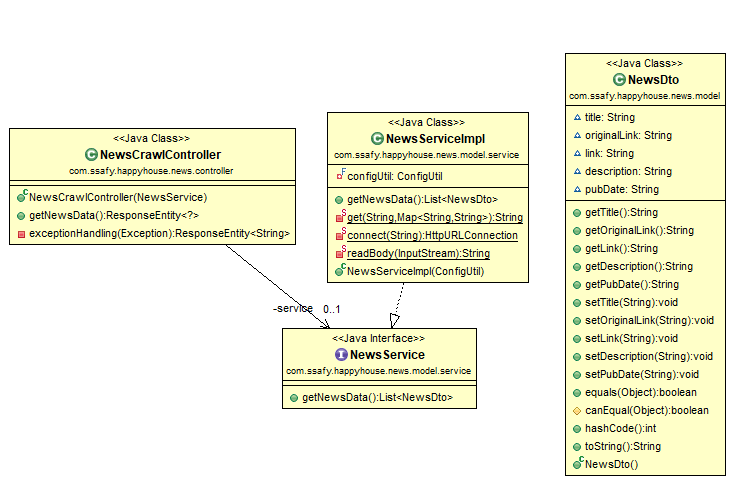 <<Java Class>>
NewsCrawlController
com.ssafy.happyhouse.news.controller
NewsCrawlController(NewsService)
getNewsData():ResponseEntity<?>
exceptionHandling(Exception):ResponseEntity<String>
<<Java Class>>
NewsServiceImpl
com.ssafy.happyhouse.news.model.service
configUtil: ConfigUtil
getNewsData():List<NewsDto>
get(String,Map<String,String>):String
connect(String):HttpURLConnection
readBody(InputStream):String
NewsServiceImpl(ConfigUtil)
-service 0..1
<<Java Interface>>
NewsService
com.ssafy.happyhouse.news.model.service
getNewsData():List<NewsDto>
<<Java Class>>
NewsDto
com.ssafy.happyhouse.news.model
title: String
originalLink: String
link: String
description: String
pubDate: String
getTitle():String
getOriginalLink():String
getLink():String
getDescription():String
getPubDate():String
setTitle(String):void
setOriginalLink(String):void
setLink(String):void
setDescription(String):void
setPubDate(String):void
equals(Object):boolean
canEqual(Object):boolean
hashCode():int
toString():String
NewsDto()